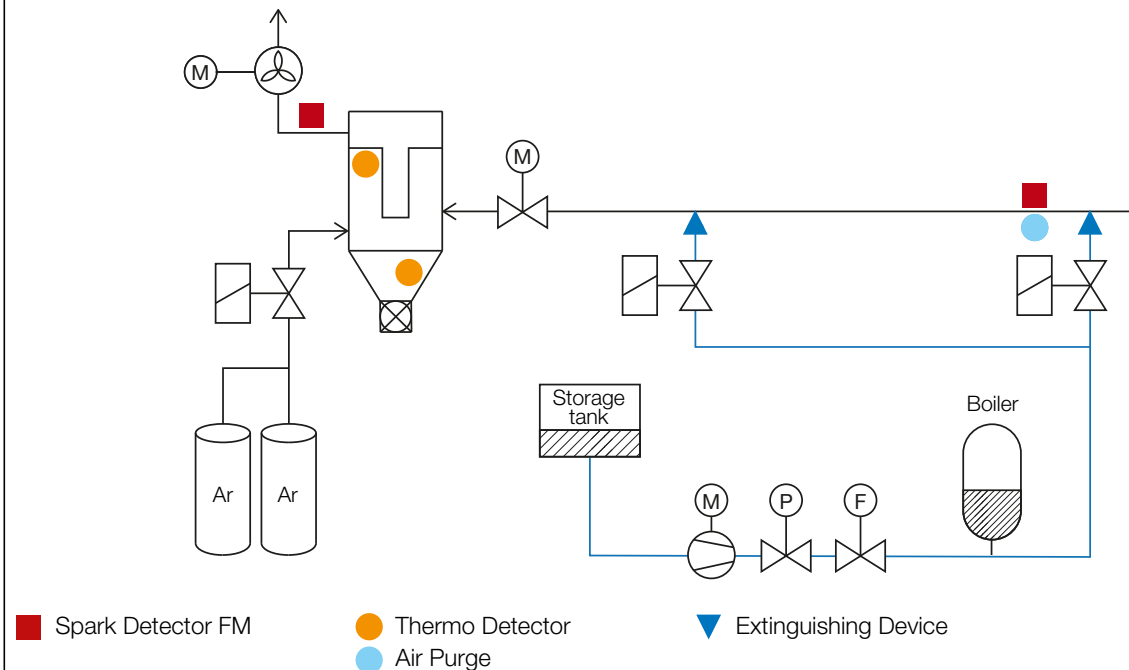 M
M
Storage
tank
Boiler
Ar
Ar
M
P
F
Spark Detector FM
Thermo Detector
Extinguishing Device
Air Purge